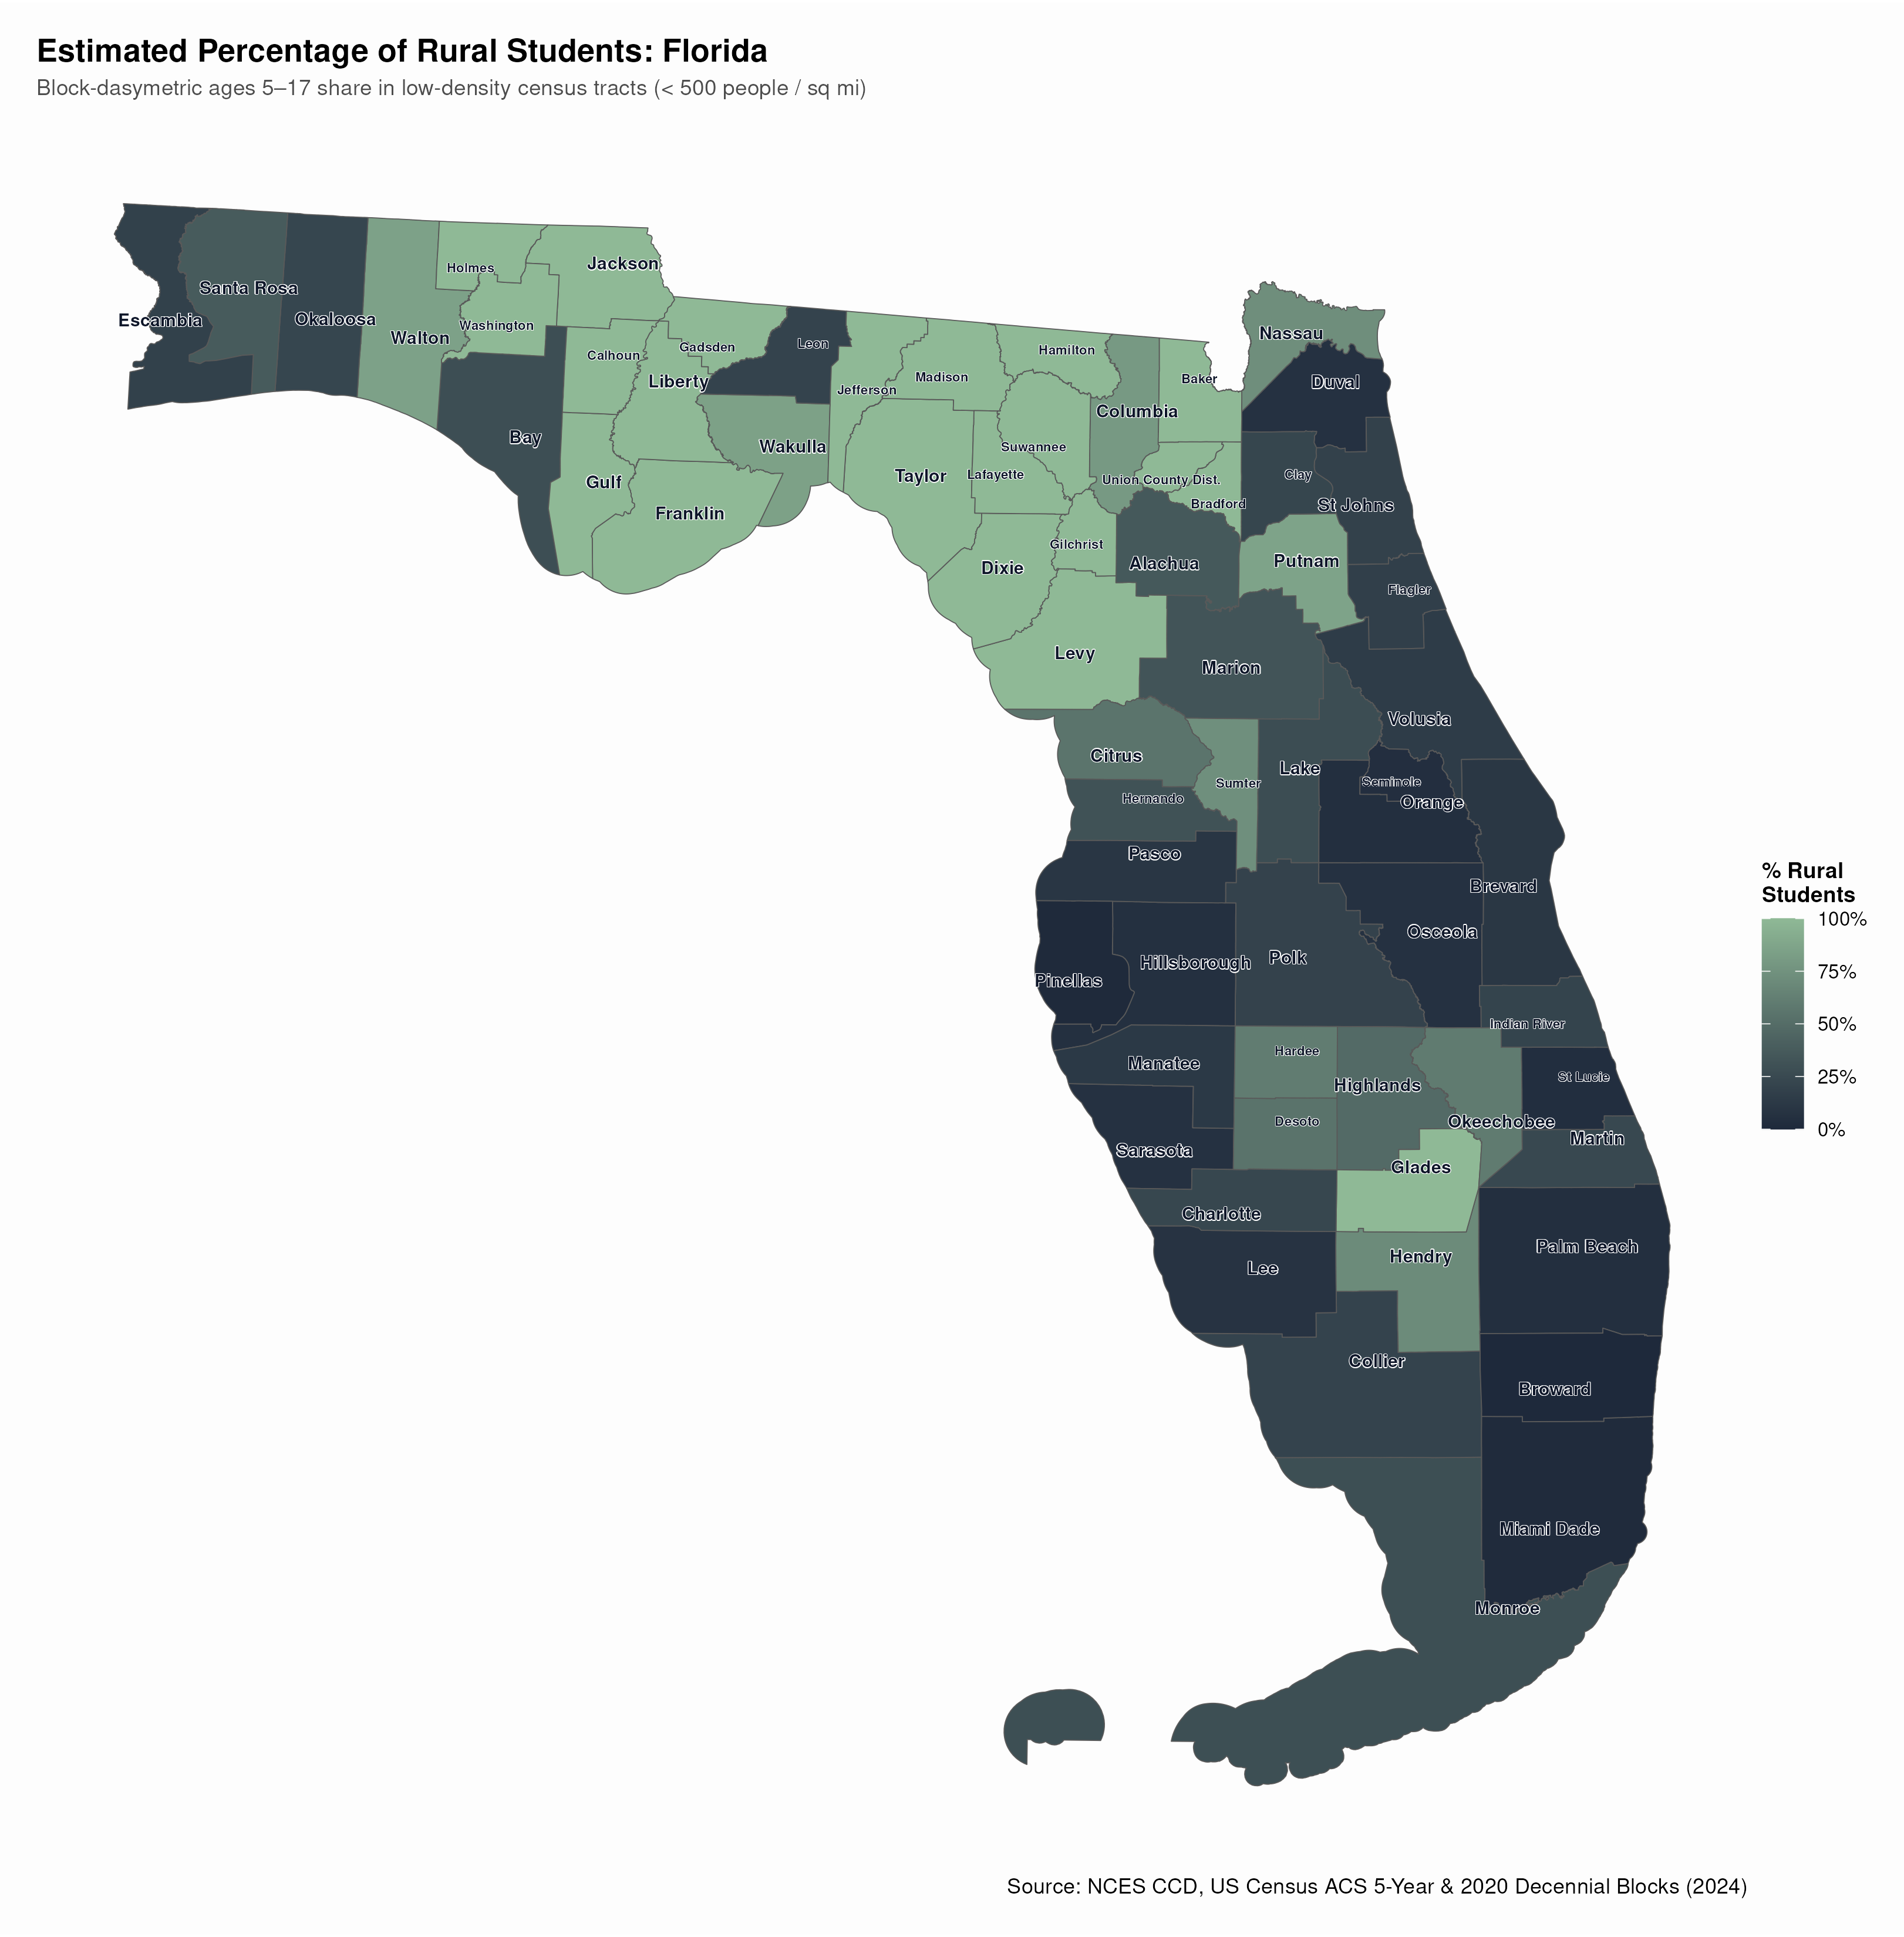 Estimated Percentage of Rural Students: Florida
Block-dasymetric ages 5–17 share in low-density census tracts (< 500 people / sq mi)
Jackson
Holmes
Santa Rosa
Escambia
Okaloosa
Washington
Walton
Nassau
Leon
Gadsden
Hamilton
Calhoun
Madison
Baker
Liberty
Duval
Jefferson
Columbia
Bay
Wakulla
Suwannee
Taylor
Lafayette
Clay
Union County Dist.
Gulf
Bradford
St Johns
Franklin
Gilchrist
Putnam
Alachua
Dixie
Flagler
Levy
Marion
Volusia
Citrus
Lake
Sumter
Seminole
Hernando
Orange
Pasco
Brevard
Osceola
Polk
Hillsborough
Pinellas
Indian River
Hardee
Manatee
St Lucie
Highlands
Desoto
Okeechobee
Martin
Sarasota
Glades
Charlotte
Palm Beach
Hendry
Lee
Collier
Broward
Miami Dade
Monroe
% Rural
Students
100%
75%
50%
25%
0%
Source: NCES CCD, US Census ACS 5-Year & 2020 Decennial Blocks (2024)